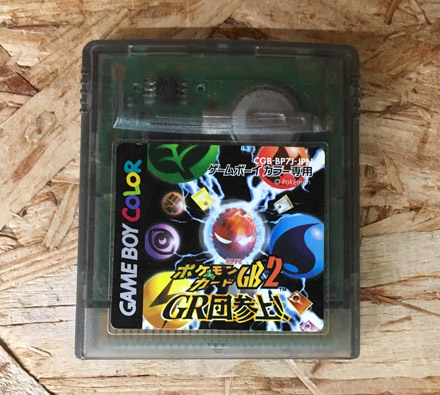 CGB-BP7J-JPN
ゲームボーイ カラー専用
©Pokémon
GAME BOY COLOR
ポケモン
カードGB2
GR団参上!